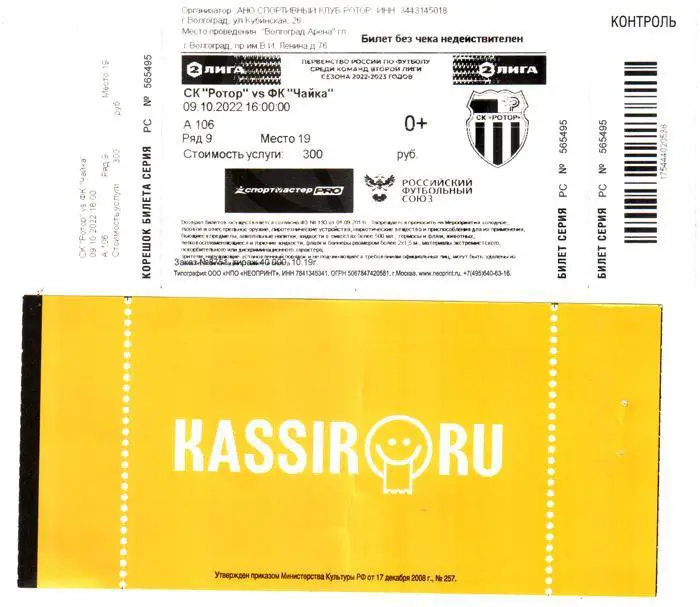 Организатор: АНО СПОРТИВНЫЙ КЛУБ РОТОР ИНН 3443145018
г Волгоград, ул Кубинская, 26
Место проведения "Волгоград Арена" гп
г Волгоград, пр им.В.И. Ленина,д 76
Билет без чека недействителен
КОНТРОЛЬ
2 ЛИГА
ПЕРВЕНСТВО РОССИИ ПО ФУТБОЛУ
СРЕДИ КОМАНД ВТОРОЙ ЛИГИ
СЕЗОНА 2022-2023 ГОДОВ
2 ЛИГА
СК "Ротор" vs ФК "Чайка"
09.10.2022 16:00:00
А 106
Ряд 9 Место 19
0+
Стоимость услуги: 300 руб.
СК «РОТОР»
СПОРТМАСТЕР PRO
РОССИЙСКИЙ
ФУТБОЛЬНЫЙ
СОЮЗ
Типография ООО «НПО «НЕОПРИНТ», ИНН 7841345341, ОГРН 5067847420581, г.Москва, www.neoprint.ru, +7(495)640-63-16.
СК "Ротор" vs ФК "Чайка"
09.10.2022 16:00
А 106 Ряд 9 Место 19
Стоимость услуги 300 руб
КОРЕШОК БИЛЕТА СЕРИЯ РС № 565495
БИЛЕТ СЕРИЯ РС № 565495
БИЛЕТ СЕРИЯ РС № 565495
175444020538
KASSIR RU
Утвержден приказом Министерства Культуры РФ от 17 декабря 2008 г., № 257.